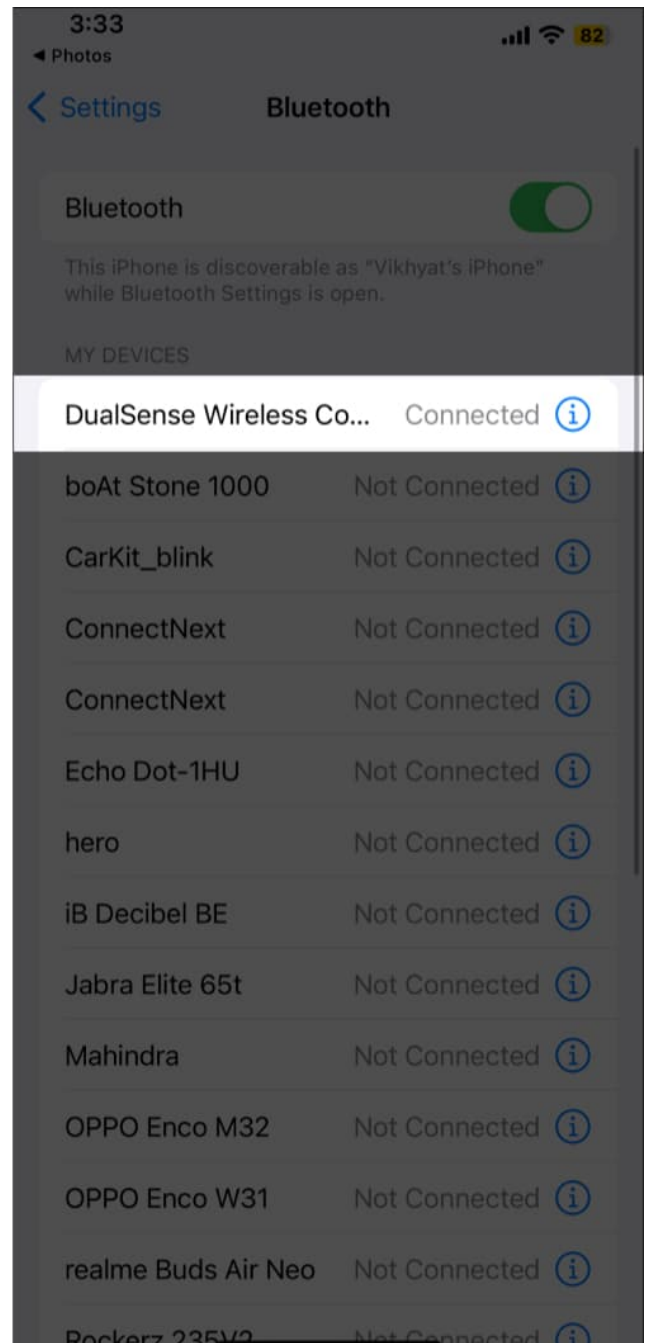 3:33
82
◀ Photos
Settings
Bluetooth
Bluetooth
This iPhone is discoverable as “Vikhyat’s iPhone”
while Bluetooth Settings is open.
MY DEVICES
DualSense Wireless Co... Connected
boAt Stone 1000 Not Connected
CarKit_blink Not Connected
ConnectNext Not Connected
ConnectNext Not Connected
Echo Dot-1HU Not Connected
hero Not Connected
iB Decibel BE Not Connected
Jabra Elite 65t Not Connected
Mahindra Not Connected
OPPO Enco M32 Not Connected
OPPO Enco W31 Not Connected
realme Buds Air Neo Not Connected
Rockerz 235V2 Not Connected